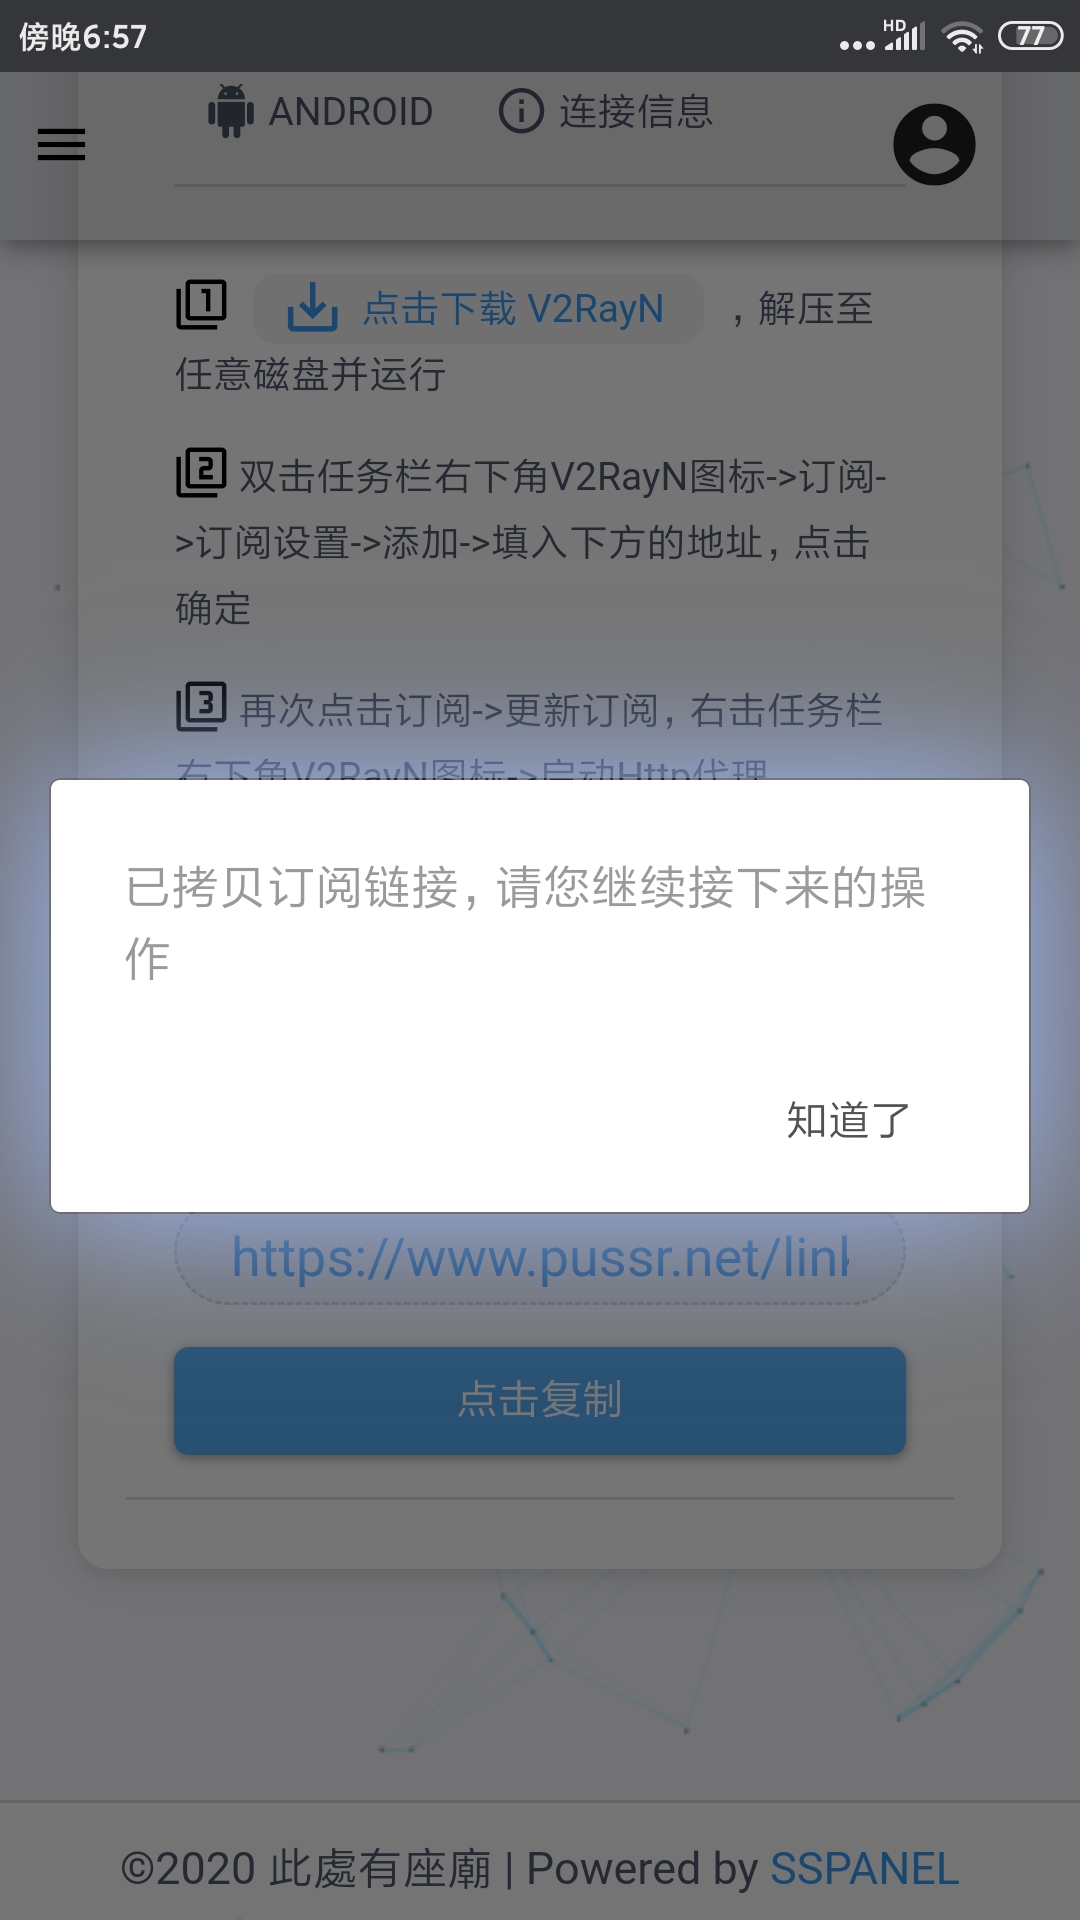 傍晚6:57
HD
77
ANDROID 连接信息
1 点击下载 V2RayN ，解压至
任意磁盘并运行
2 双击任务栏右下角V2RayN图标->订阅-
>订阅设置->添加->填入下方的地址，点击
确定
3 再次点击订阅->更新订阅，右击任务栏
右下角V2RayN图标->启动Http代理
已拷贝订阅链接，请您继续接下来的操
作
知道了
https://www.pussr.net/link
点击复制
©2020 此處有座廟 | Powered by SSPANEL